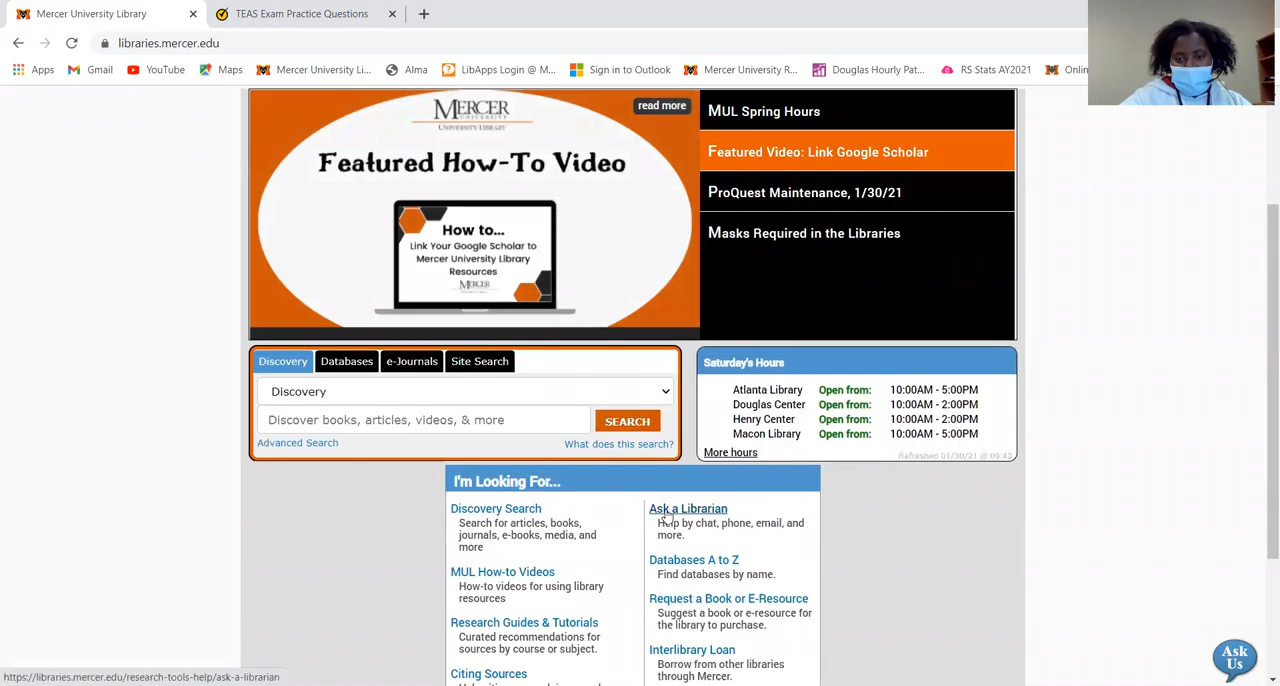 Mercer University Library
TEAS Exam Practice Questions
libraries.mercer.edu
Apps
Gmail
YouTube
Maps
Mercer University Li...
Alma
LibApps Login @ M...
Sign in to Outlook
Mercer University R...
Douglas Hourly Pat...
RS Stats AY2021
Onlin
MERCER
UNIVERSITY LIBRARY
read more
Featured How-To Video
How to...
Link Your Google Scholar to
Mercer University Library
Resources
MERCER
MUL Spring Hours
Featured Video: Link Google Scholar
ProQuest Maintenance, 1/30/21
Masks Required in the Libraries
Discovery
Databases
e-Journals
Site Search
Discovery
Discover books, articles, videos, & more
SEARCH
Advanced Search
What does this search?
Saturday's Hours
Atlanta Library Open from: 10:00AM - 5:00PM
Douglas Center Open from: 10:00AM - 2:00PM
Henry Center Open from: 10:00AM - 2:00PM
Macon Library Open from: 10:00AM - 5:00PM
More hours
Refreshed 01/30/21 @ 09:43
I'm Looking For...
Discovery Search
Search for articles, books,
journals, e-books, media, and
more
MUL How-to Videos
How-to videos for using library
resources
Research Guides & Tutorials
Curated recommendations for
sources by course or subject.
Citing Sources
Ask a Librarian
Help by chat, phone, email, and
more.
Databases A to Z
Find databases by name.
Request a Book or E-Resource
Suggest a book or e-resource for
the library to purchase.
Interlibrary Loan
Borrow from other libraries
through Mercer.
Ask
Us
https://libraries.mercer.edu/research-tools-help/ask-a-librarian